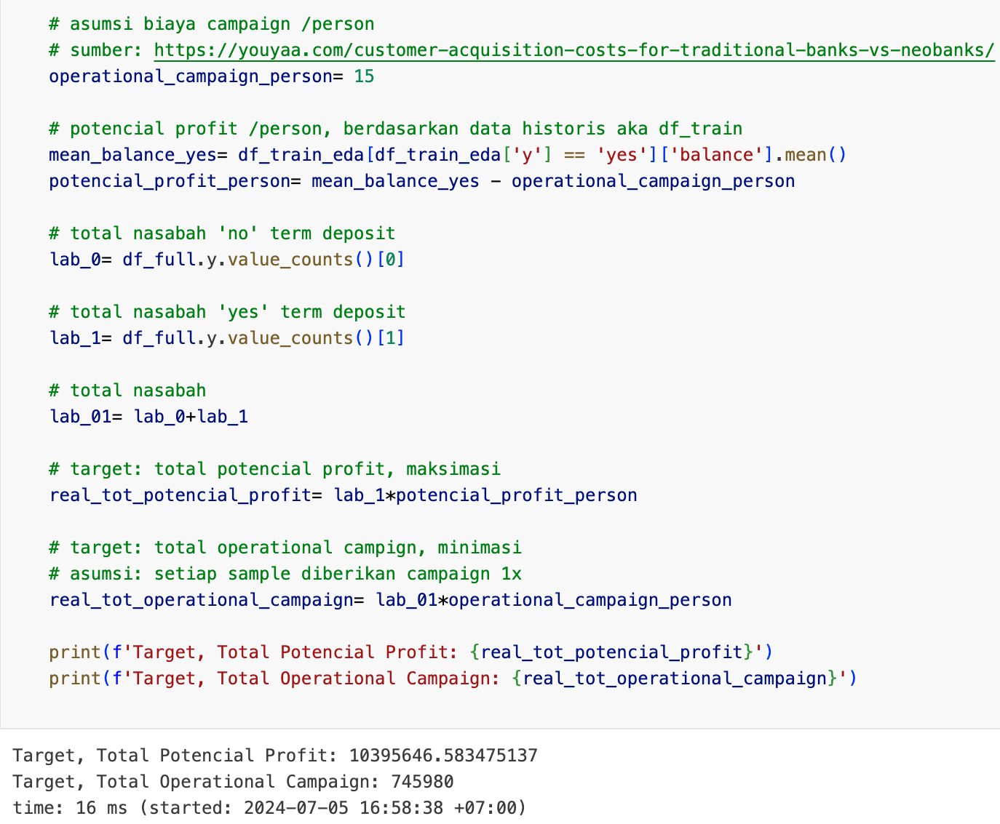 # asumsi biaya campaign /person
# sumber: https://youyaa.com/customer-acquisition-costs-for-traditional-banks-vs-neobanks/
operational_campaign_person= 15
# potencial profit /person, berdasarkan data historis aka df_train
mean_balance_yes= df_train_eda[df_train_eda['y'] == 'yes']['balance'].mean()
potencial_profit_person= mean_balance_yes - operational_campaign_person
# total nasabah 'no' term deposit
lab_0= df_full.y.value_counts()[0]
# total nasabah 'yes' term deposit
lab_1= df_full.y.value_counts()[1]
# total nasabah
lab_01= lab_0+lab_1
# target: total potencial profit, maksimasi
real_tot_potencial_profit= lab_1*potencial_profit_person
# target: total operational campign, minimasi
# asumsi: setiap sample diberikan campaign 1x
real_tot_operational_campaign= lab_01*operational_campaign_person
print(f'Target, Total Potencial Profit: {real_tot_potencial_profit}')
print(f'Target, Total Operational Campaign: {real_tot_operational_campaign}')
Target, Total Potencial Profit: 10395646.583475137
Target, Total Operational Campaign: 745980
time: 16 ms (started: 2024-07-05 16:58:38 +07:00)